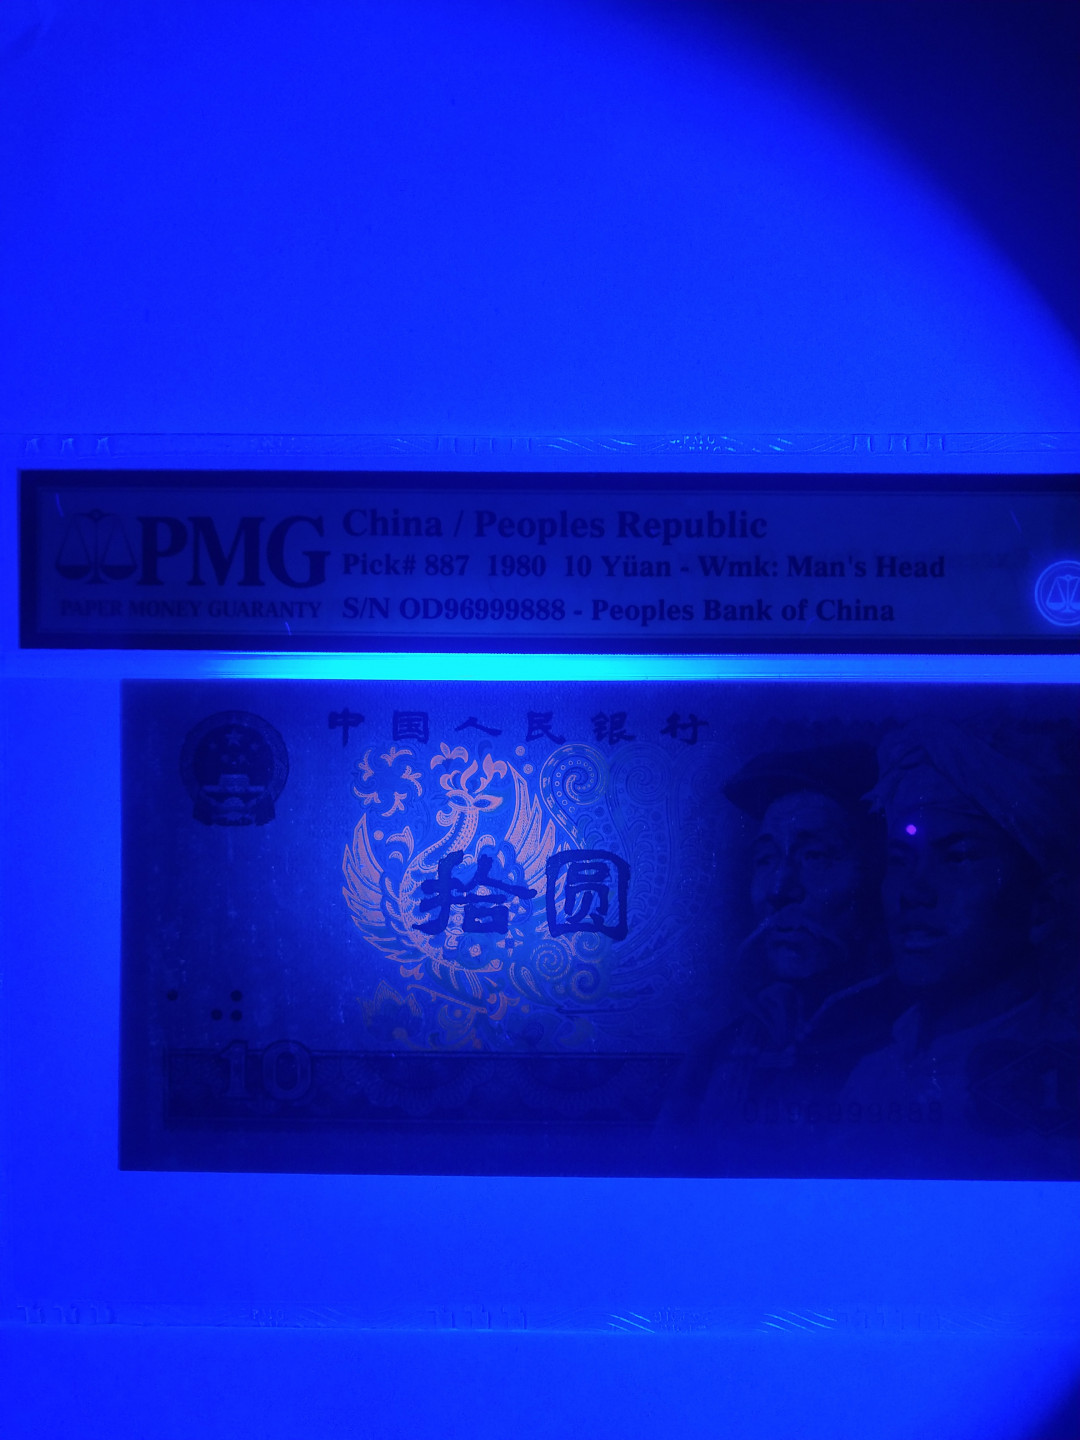 PMG
PAPER MONEY GUARANTY
China / Peoples Republic
Pick# 887 1980 10 Yüan - Wmk: Man's Head
S/N OD96999888 - Peoples Bank of China
中国人民银行
拾圆
10
1